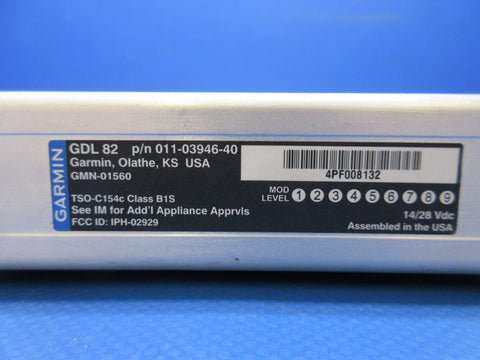 GARMIN
GDL 82 p/n 011-03946-40
Garmin, Olathe, KS USA
GMN-01560
4PF008132
TSO-C154c Class B1S
See IM for Add'l Appliance Apprvls
FCC ID: IPH-02929
MOD LEVEL 1 2 3 4 5 6 7 8 9
14/28 Vdc
Assembled in the USA